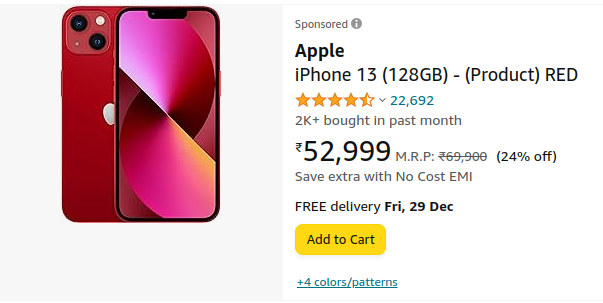 Sponsored
Apple
iPhone 13 (128GB) - (Product) RED
22,692
2K+ bought in past month
₹52,999 M.R.P: ₹69,900 (24% off)
Save extra with No Cost EMI
FREE delivery Fri, 29 Dec
Add to Cart
+4 colors/patterns